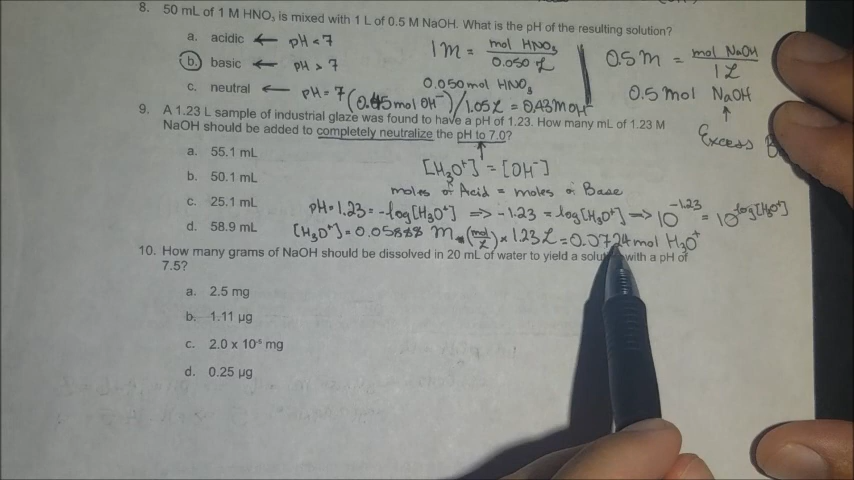 8. 50 mL of 1 M HNO₃ is mixed with 1 L of 0.5 M NaOH. What is the pH of the resulting solution?
a. acidic ← pH < 7
b. basic ← pH > 7
c. neutral ← pH = 7
1M = mol HNO₃ / 0.050 L
0.050 mol HNO₃
0.5M = mol NaOH / 1L
0.5 mol NaOH
↑
Excess
(0.45 mol OH⁻)/1.05L = 0.43M OH⁻
9. A 1.23 L sample of industrial glaze was found to have a pH of 1.23. How many mL of 1.23 M
NaOH should be added to completely neutralize the pH to 7.0?
a. 55.1 mL
b. 50.1 mL
c. 25.1 mL
d. 58.9 mL
[H₃O⁺] = [OH⁻]
moles of Acid = moles of Base
pH = 1.23 = -log[H₃O⁺] => -1.23 = log[H₃O⁺] => 10^-1.23 = 10^log[H₃O⁺]
[H₃O⁺] = 0.05888 M (mol/L) × 1.23L = 0.0724 mol H₃O⁺
10. How many grams of NaOH should be dissolved in 20 mL of water to yield a with a pH of
7.5?
a. 2.5 mg
b. 1.11 µg
c. 2.0 x 10⁻⁵ mg
d. 0.25 µg